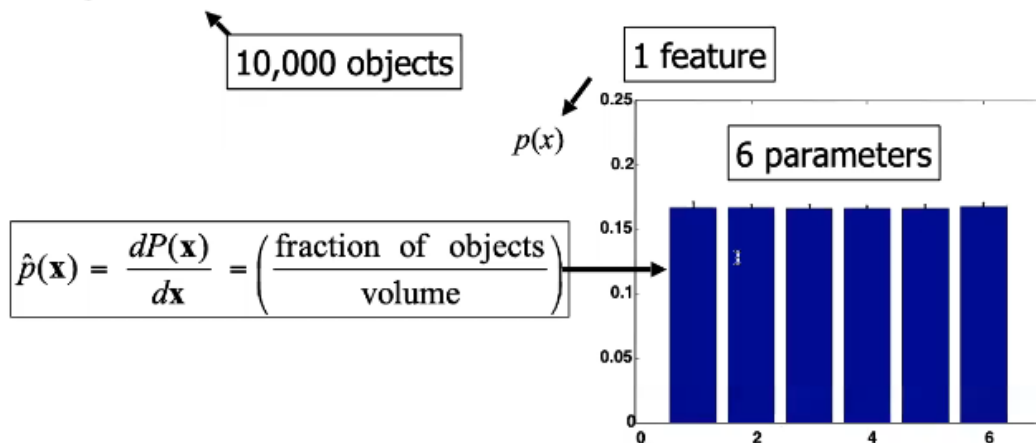 10,000 objects
1 feature
p(x)
6 parameters
0.25
0.2
0.15
0.1
0.05
0
0 2 4 6
p̂(x) = dP(x)/dx = (fraction of objects/volume)